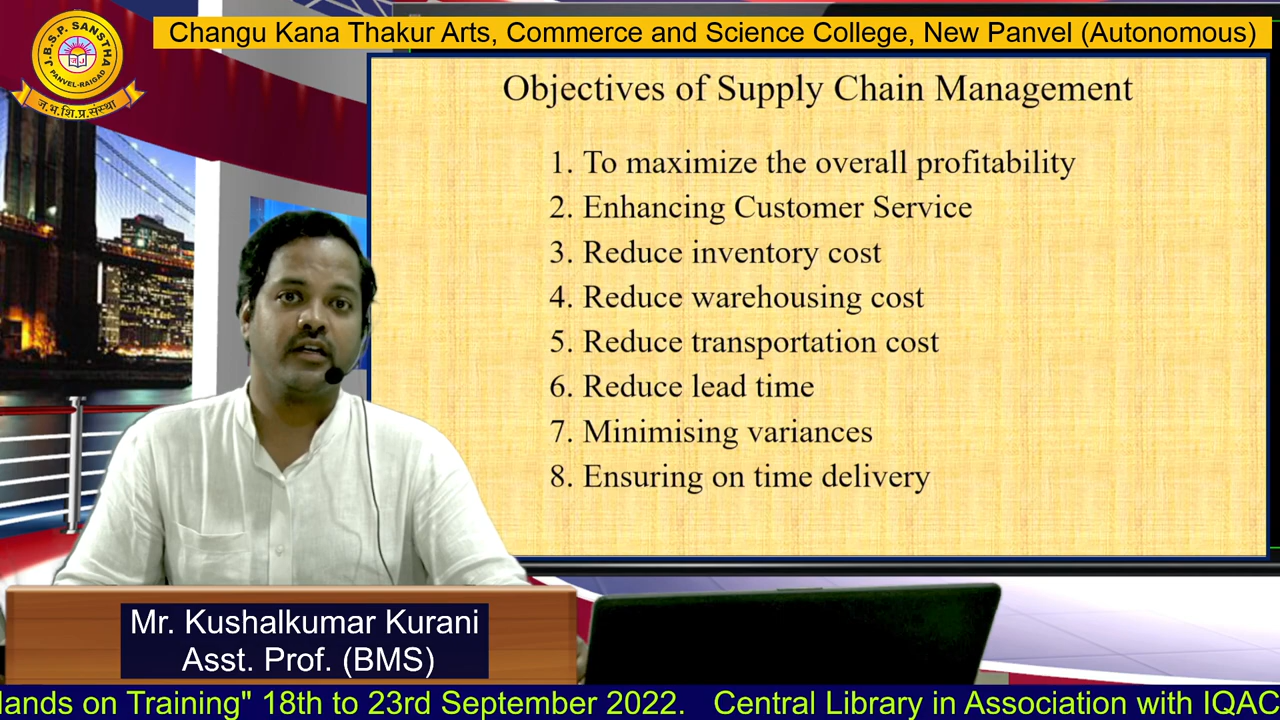 Changu Kana Thakur Arts, Commerce and Science College, New Panvel (Autonomous)
J.B.S.P. SANSTHA
PANVEL-RAIGAD
ज.भ.शि.प्र.संस्था
Objectives of Supply Chain Management
1. To maximize the overall profitability
2. Enhancing Customer Service
3. Reduce inventory cost
4. Reduce warehousing cost
5. Reduce transportation cost
6. Reduce lead time
7. Minimising variances
8. Ensuring on time delivery
Mr. Kushalkumar Kurani
Asst. Prof. (BMS)
Hands on Training" 18th to 23rd September 2022. Central Library in Association with IQAC